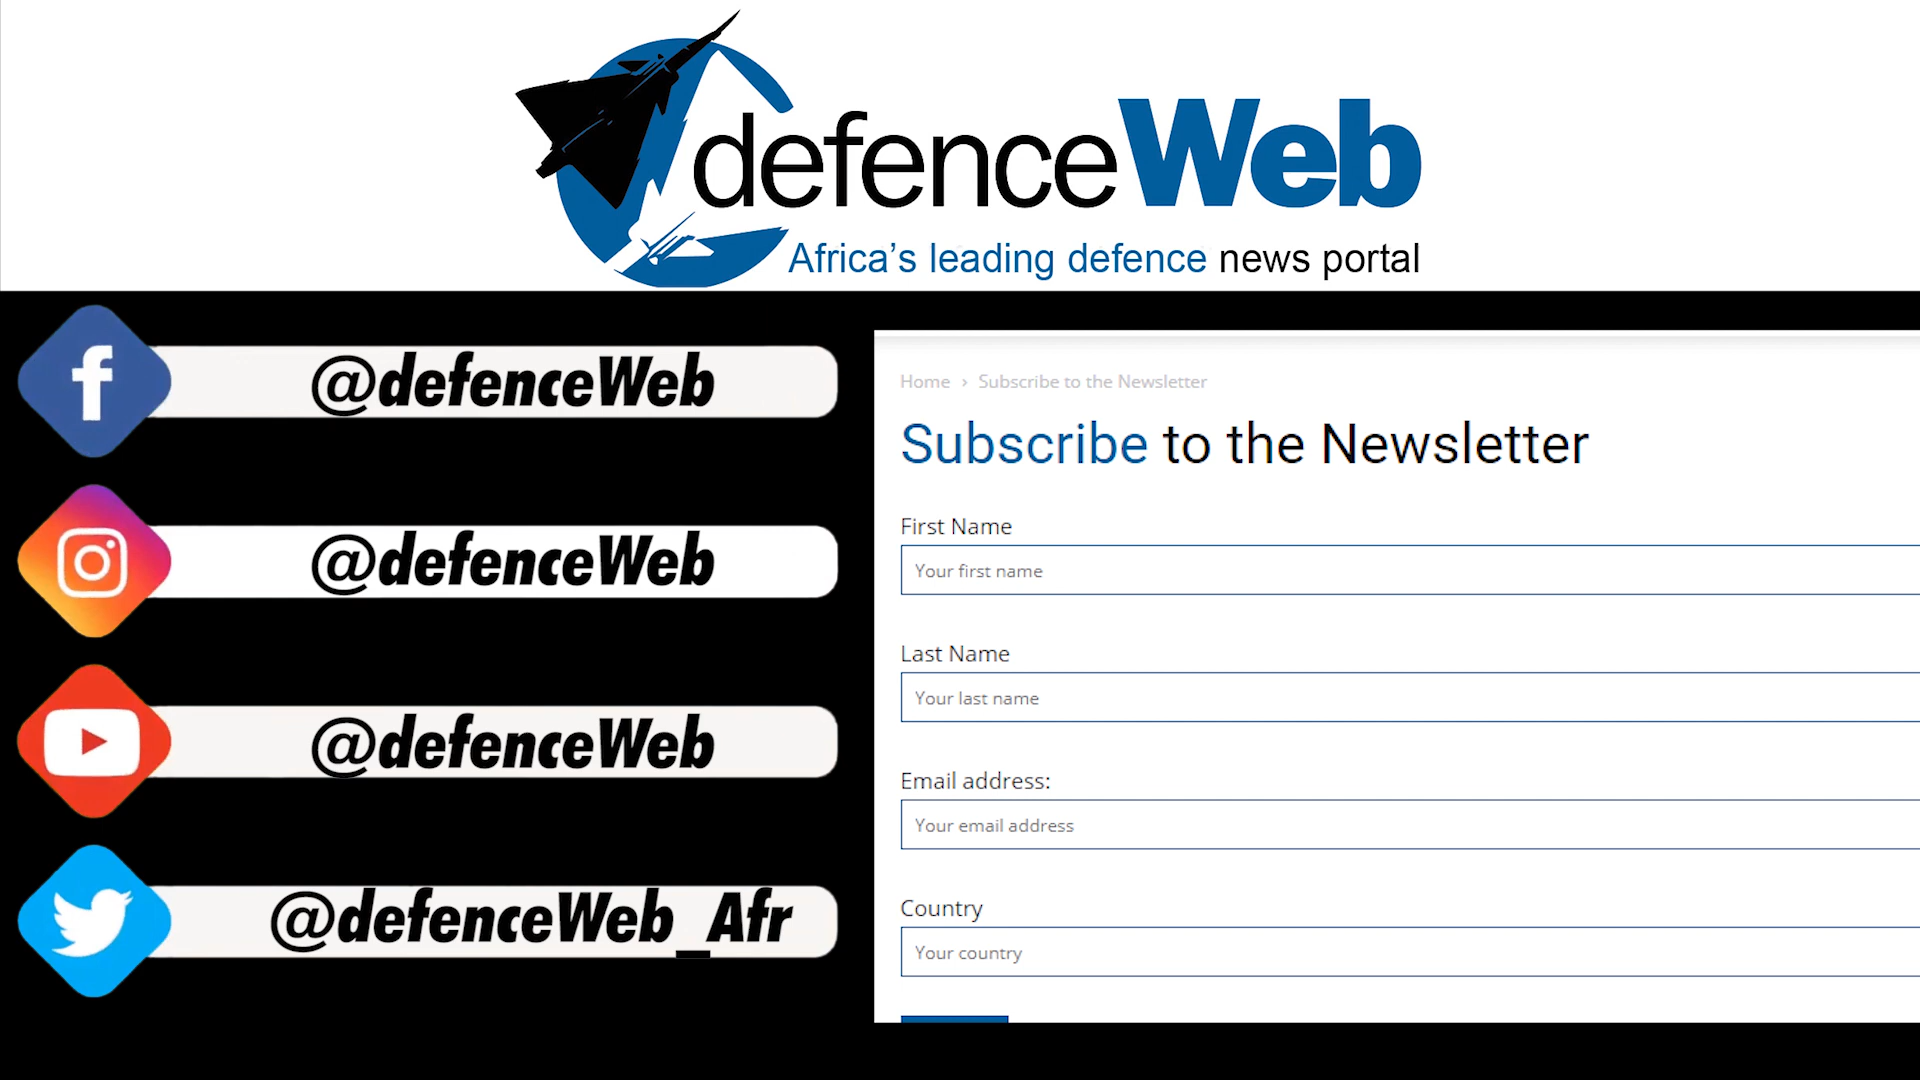 defenceWeb
Africa's leading defence news portal
@defenceWeb
@defenceWeb
@defenceWeb
@defenceWeb_Afr
Home › Subscribe to the Newsletter
Subscribe to the Newsletter
First Name
Your first name
Last Name
Your last name
Email address:
Your email address
Country
Your country